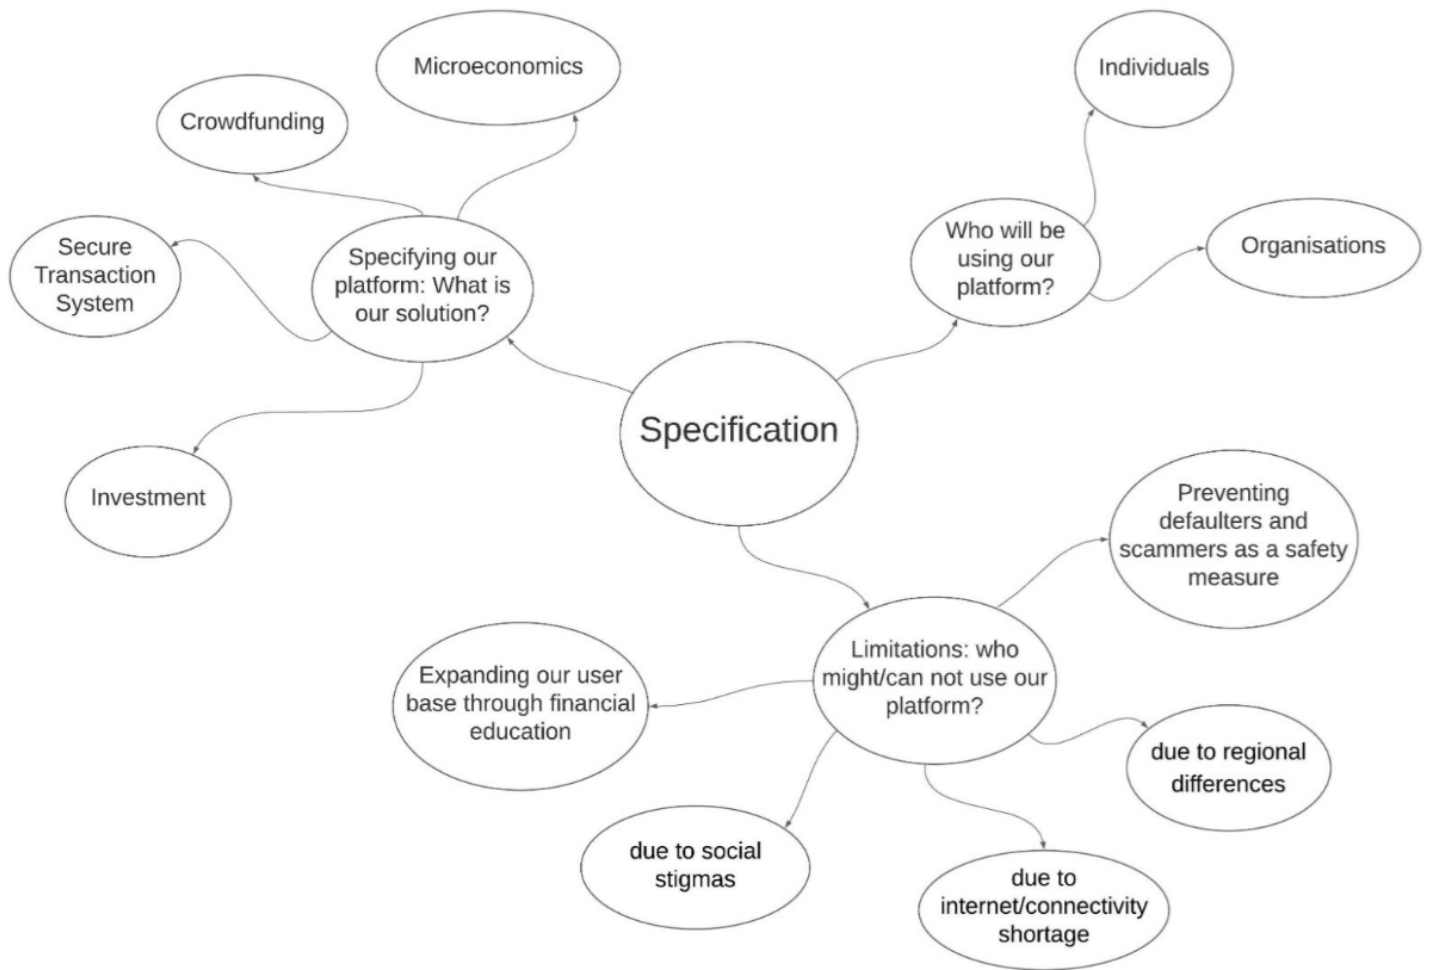 Microeconomics
Individuals
Crowdfunding
Secure
Transaction
System
Specifying our
platform: What is
our solution?
Who will be
using our
platform?
Organisations
Specification
Investment
Preventing
defaulters and
scammers as a safety
measure
Limitations: who
might/can not use our
platform?
Expanding our user
base through financial
education
due to regional
differences
due to social
stigmas
due to
internet/connectivity
shortage